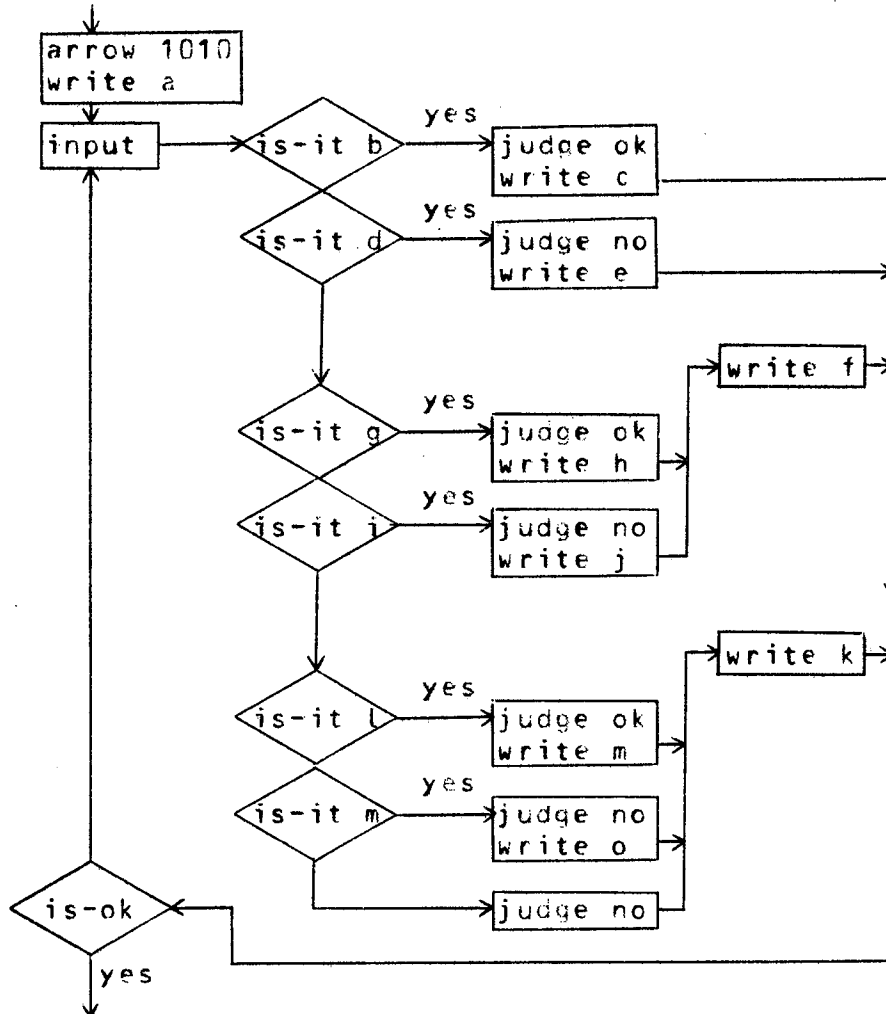 arrow 1010
write a
input
is-it b
yes
judge ok
write c
is-it d
yes
judge no
write e
write f
is-it g
yes
judge ok
write h
is-it i
yes
judge no
write j
write k
is-it l
yes
judge ok
write m
is-it m
yes
judge no
write o
is-ok
judge no
yes